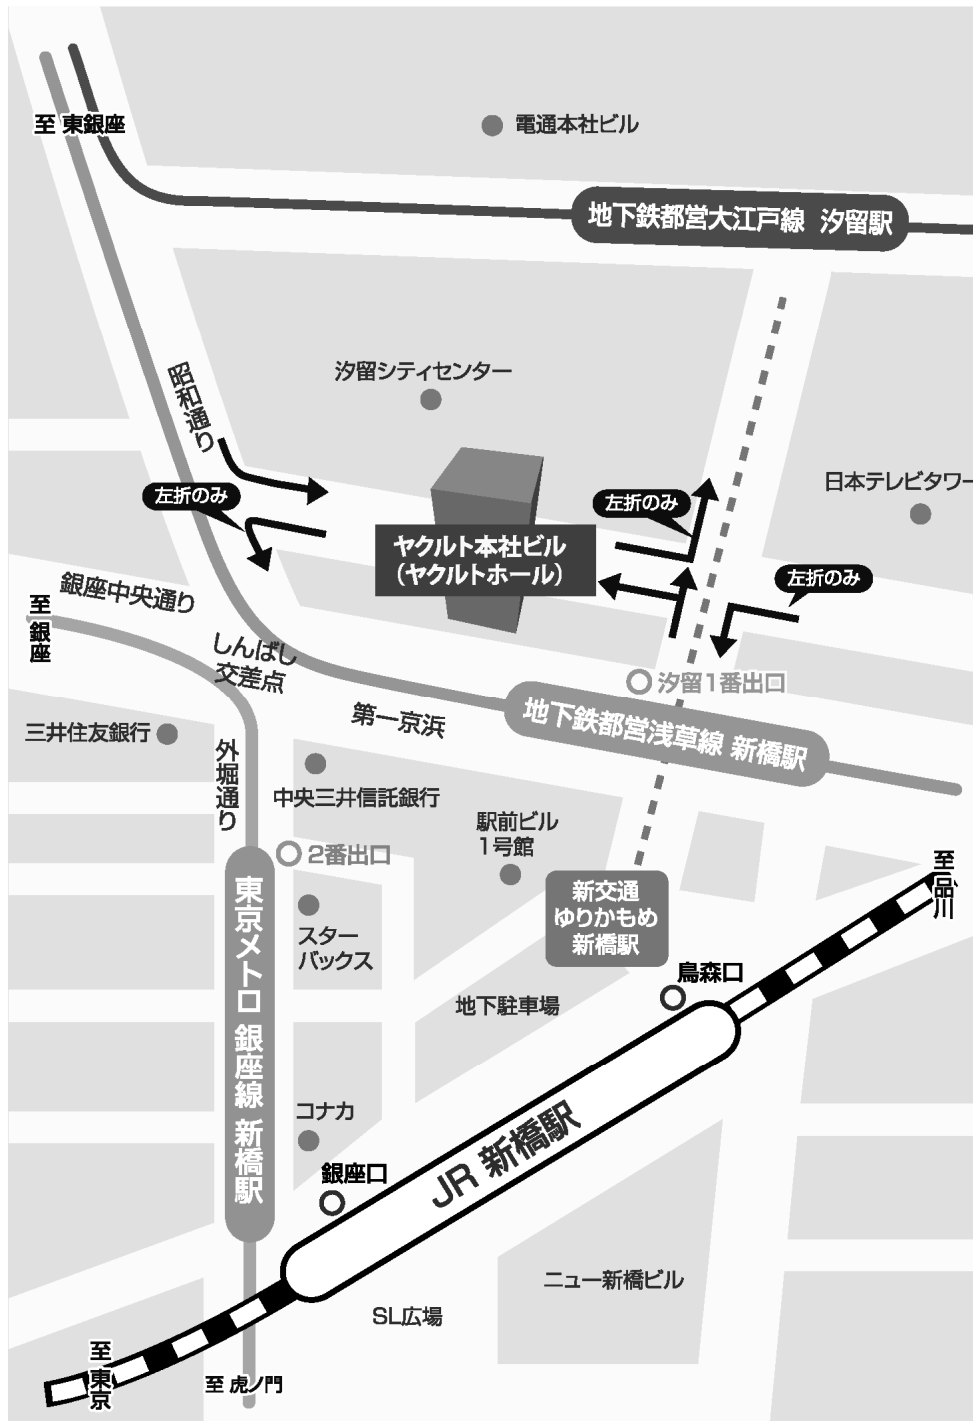 至 東銀座
電通本社ビル
地下鉄都営大江戸線 汐留駅
汐留シティセンター
昭和通り
左折のみ
左折のみ
日本テレビタワー
ヤクルト本社ビル
（ヤクルトホール）
左折のみ
銀座中央通り
至 銀座
しんばし
交差点
汐留1番出口
第一京浜
地下鉄都営浅草線 新橋駅
三井住友銀行
外堀通り
中央三井信託銀行
駅前ビル
1号館
2番出口
至 品川
東京メトロ 銀座線 新橋駅
新交通
ゆりかもめ
新橋駅
スター
バックス
烏森口
地下駐車場
コナカ
JR 新橋駅
銀座口
ニュー新橋ビル
SL広場
至 東京
至 虎ノ門